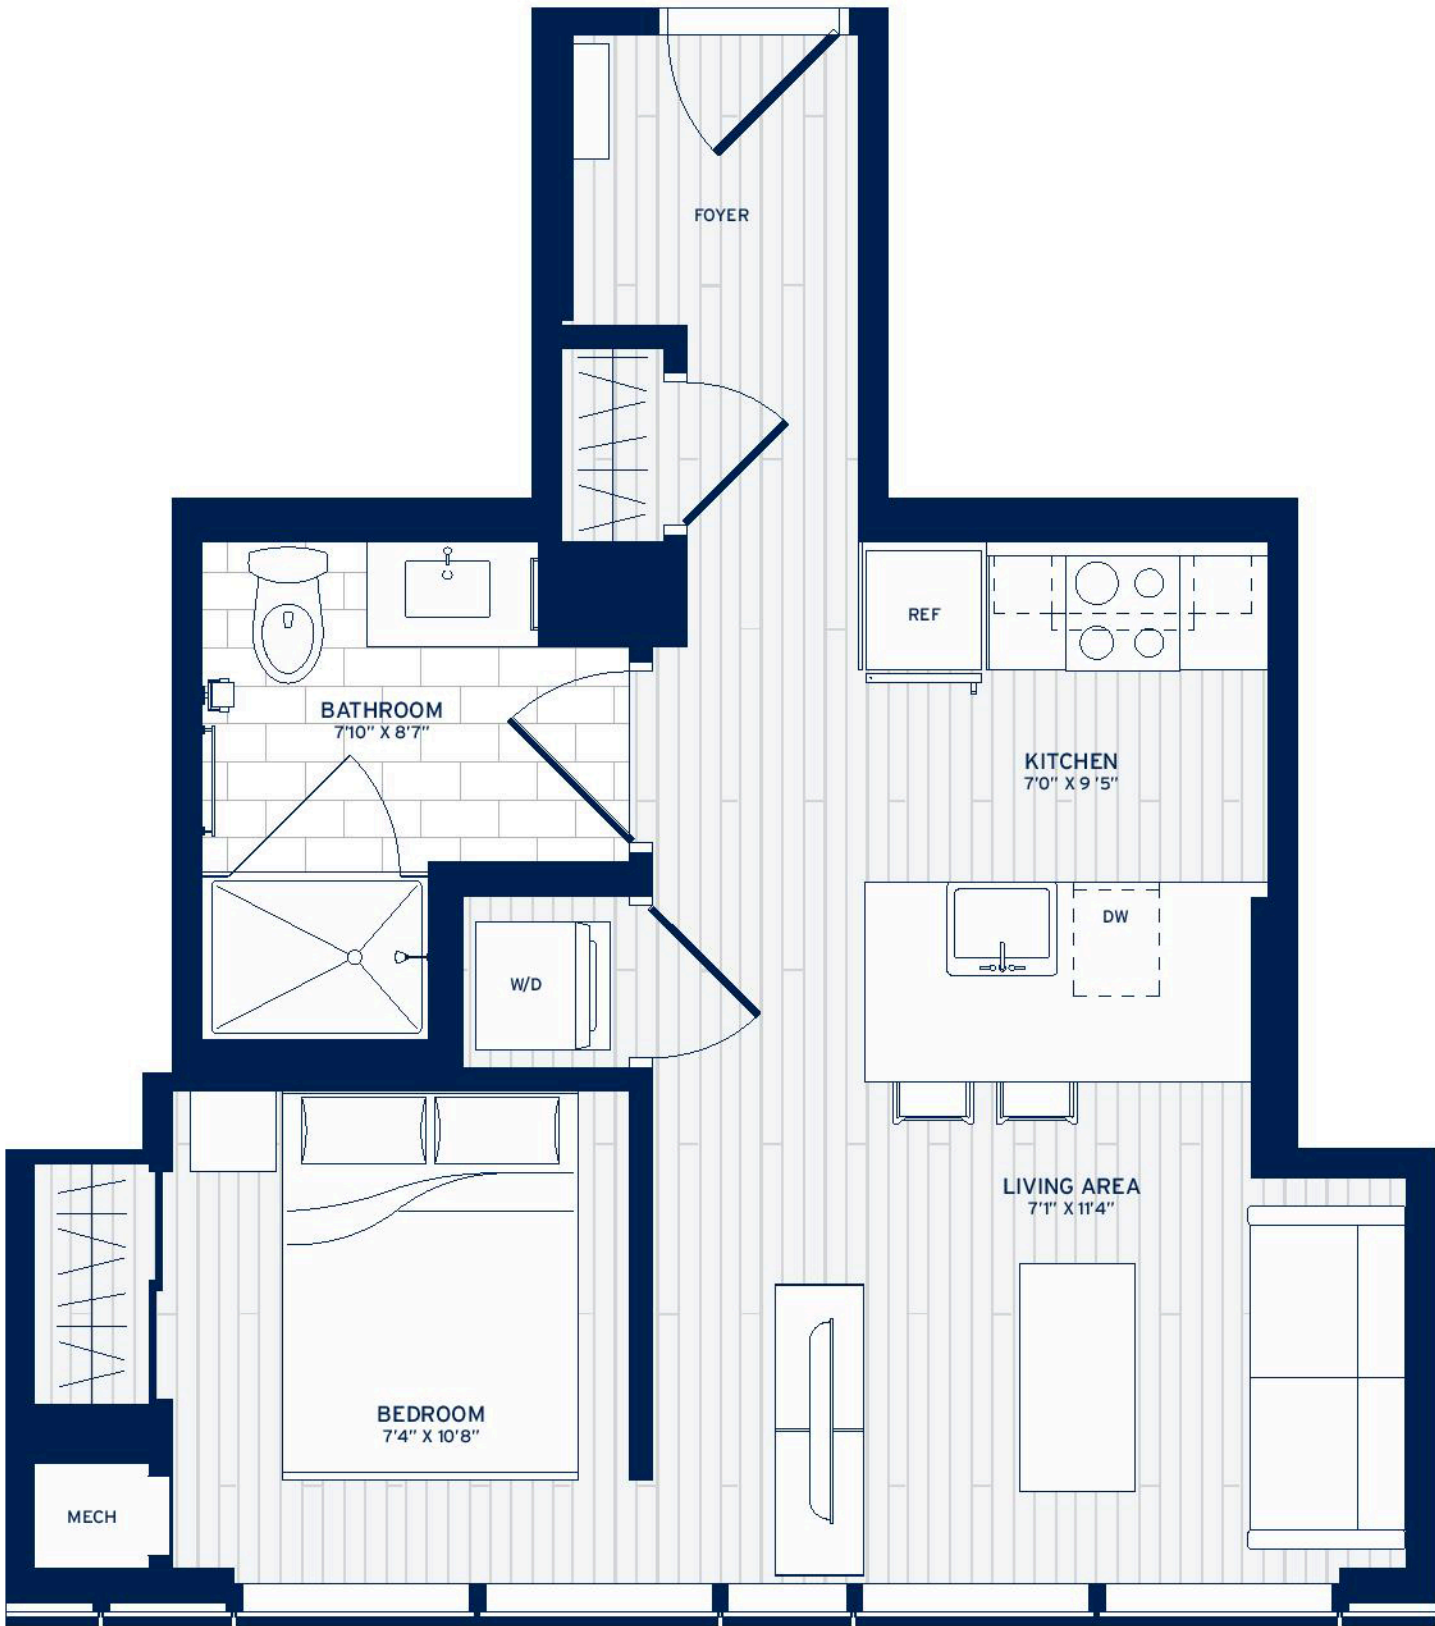 FOYER
REF
BATHROOM
7'10" X 8'7"
KITCHEN
7'0" X 9'5"
DW
W/D
LIVING AREA
7'1" X 11'4"
BEDROOM
7'4" X 10'8"
MECH